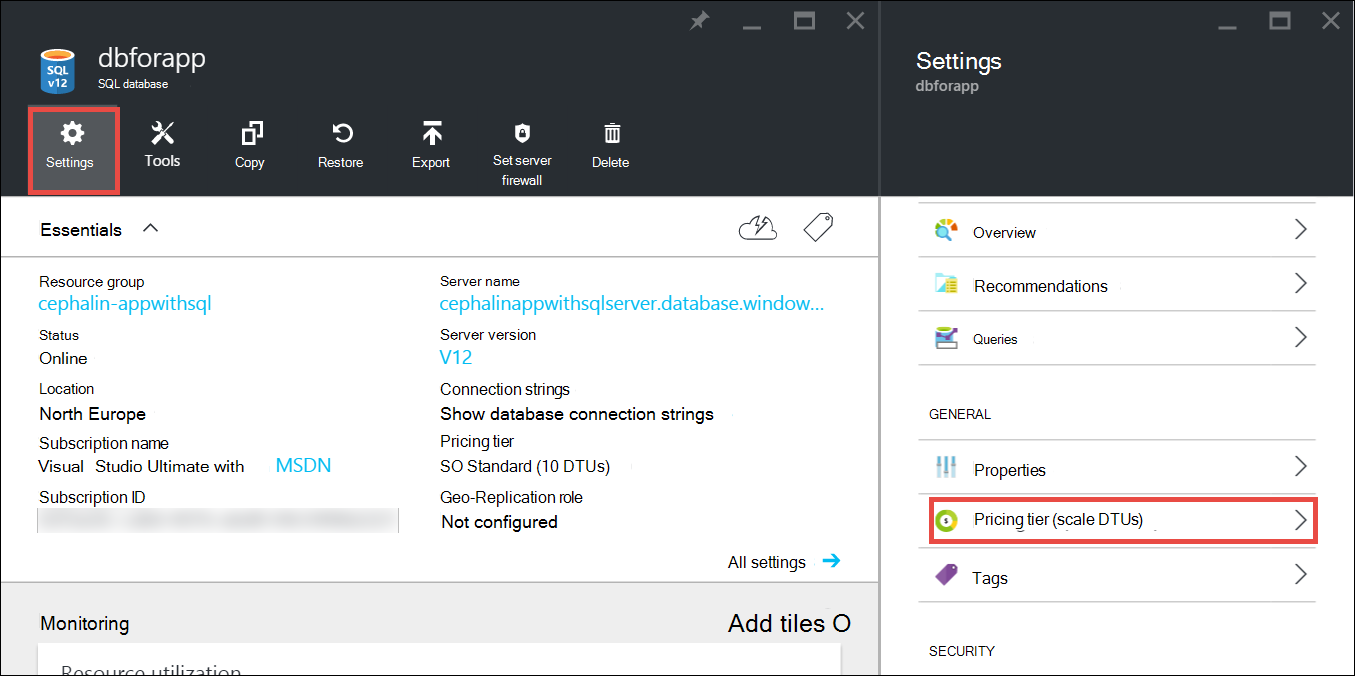 dbforapp
SQL database
SQL
v12
Settings
Tools
Copy
Restore
Export
Set server
firewall
Delete
Essentials
Resource group
cephalin-appwithsql
Status
Online
Location
North Europe
Subscription name
Visual Studio Ultimate with MSDN
Subscription ID
Server name
cephalinappwithsqlserver.database.window...
Server version
V12
Connection strings
Show database connection strings
Pricing tier
SO Standard (10 DTUs)
Geo-Replication role
Not configured
All settings
Monitoring
Add tiles O
Resource utilization
Settings
dbforapp
Overview
Recommendations
Queries
GENERAL
Properties
Pricing tier (scale DTUs)
Tags
SECURITY